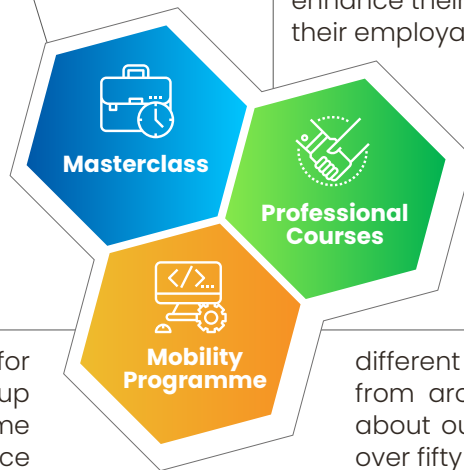 enhance their
their employa
Masterclass
Professional
Courses
</>...
Mobility
Programme
for
up
me
ce
different
from aro
about ou
over fifty